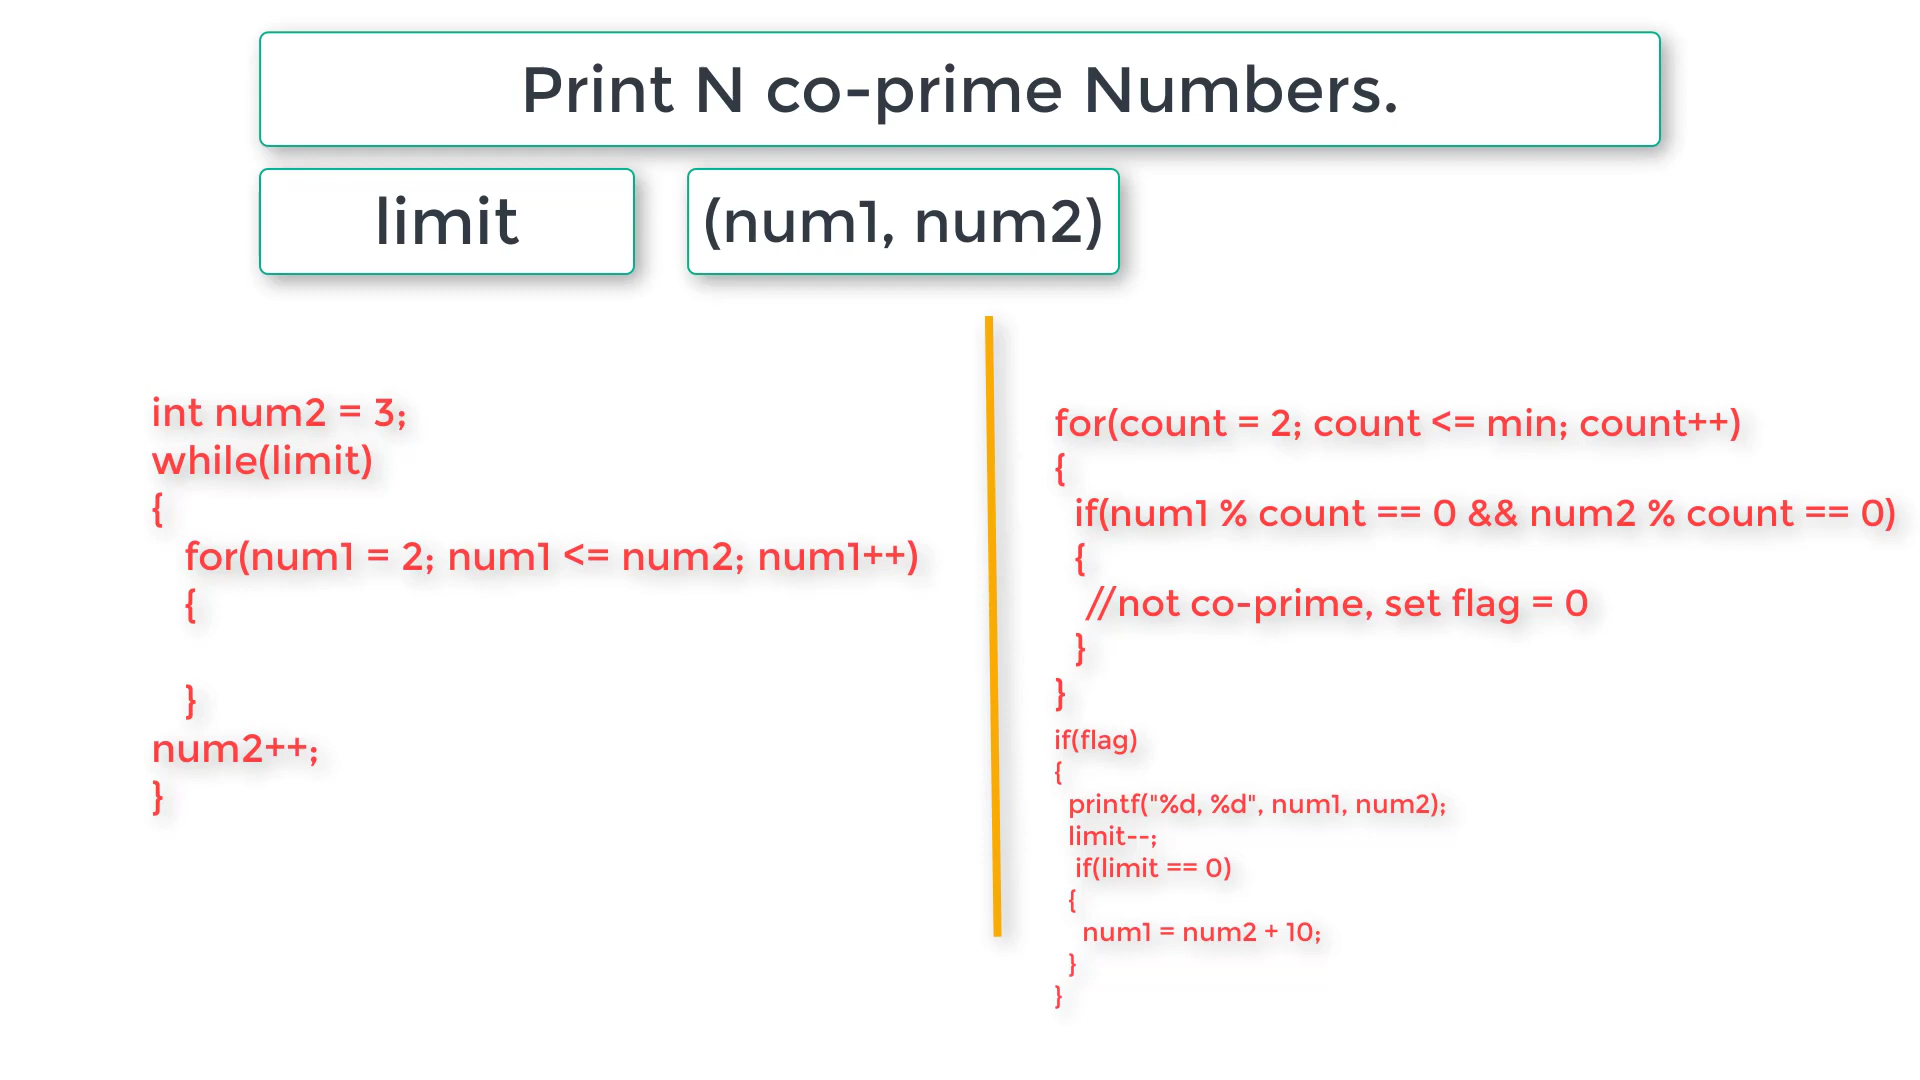 Print N co-prime Numbers.
limit
(num1, num2)
int num2 = 3;
while(limit)
{
for(num1 = 2; num1 <= num2; num1++)
{
}
num2++;
}
for(count = 2; count <= min; count++)
{
if(num1 % count == 0 && num2 % count == 0)
{
//not co-prime, set flag = 0
}
}
if(flag)
{
printf("%d, %d", num1, num2);
limit--;
if(limit == 0)
{
num1 = num2 + 10;
}
}